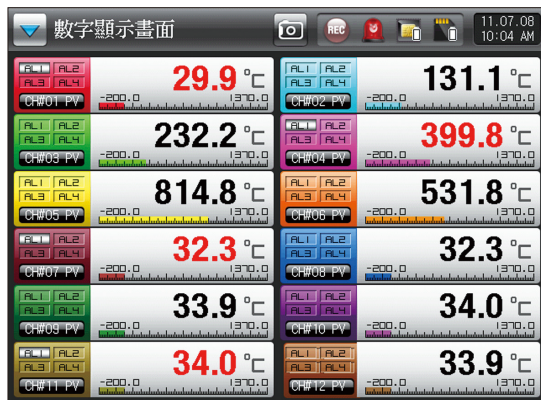 數字顯示畫面 REC 11.07.08
10:04 AM
AL1 AL2 29.9 °C
AL3 AL4
CH#01 PV -200.0 1370.0
AL1 AL2 131.1 °C
AL3 AL4
CH#02 PV -200.0 1370.0
AL1 AL2 232.2 °C
AL3 AL4
CH#03 PV -200.0 1370.0
AL1 AL2 399.8 °C
AL3 AL4
CH#04 PV -200.0 1370.0
AL1 AL2 814.8 °C
AL3 AL4
CH#05 PV -200.0 1370.0
AL1 AL2 531.8 °C
AL3 AL4
CH#06 PV -200.0 1370.0
AL1 AL2 32.3 °C
AL3 AL4
CH#07 PV -200.0 1370.0
AL1 AL2 32.3 °C
AL3 AL4
CH#08 PV -200.0 1370.0
AL1 AL2 33.9 °C
AL3 AL4
CH#09 PV -200.0 1370.0
AL1 AL2 34.0 °C
AL3 AL4
CH#10 PV -200.0 1370.0
AL1 AL2 34.0 °C
AL3 AL4
CH#11 PV -200.0 1370.0
AL1 AL2 33.9 °C
AL3 AL4
CH#12 PV -200.0 1370.0